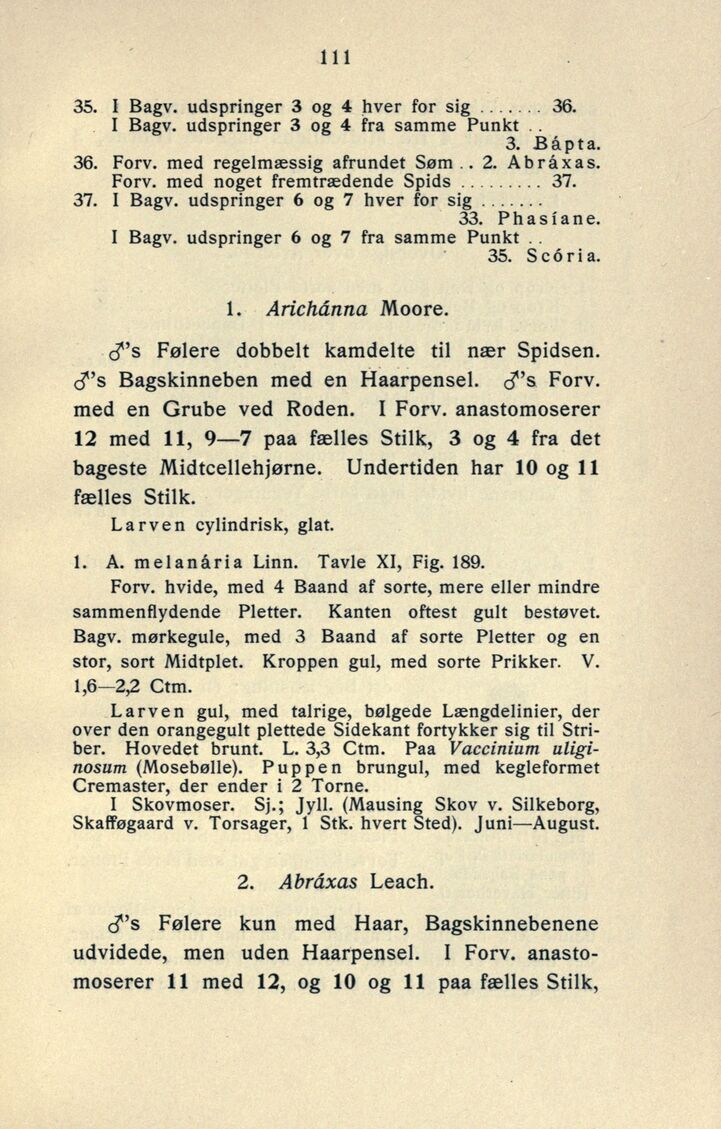 111
35. I Bagv. udspringer 3 og 4 hver for sig ....... 36.
I Bagv. udspringer 3 og 4 fra samme Punkt ..
3. Bápta.
36. Forv. med regelmæssig afrundet Søm .. 2. Abráxas.
Forv. med noget fremtrædende Spids ......... 37.
37. I Bagv. udspringer 6 og 7 hver for sig .......
33. Phasíane.
I Bagv. udspringer 6 og 7 fra samme Punkt ..
35. Scória.
1. Arichánna Moore.
♂'s Følere dobbelt kamdelte til nær Spidsen.
♂'s Bagskinneben med en Haarpensel. ♂'s Forv.
med en Grube ved Roden. I Forv. anastomoserer
12 med 11, 9—7 paa fælles Stilk, 3 og 4 fra det
bageste Midtcellehjørne. Undertiden har 10 og 11
fælles Stilk.
Larven cylindrisk, glat.
1. A. melanária Linn. Tavle XI, Fig. 189.
Forv. hvide, med 4 Baand af sorte, mere eller mindre
sammenflydende Pletter. Kanten oftest gult bestøvet.
Bagv. mørkegule, med 3 Baand af sorte Pletter og en
stor, sort Midtplet. Kroppen gul, med sorte Prikker. V.
1,6—2,2 Ctm.
Larven gul, med talrige, bølgede Længdelinier, der
over den orangegult plettede Sidekant fortykker sig til Stri-
ber. Hovedet brunt. L. 3,3 Ctm. Paa Vaccinium uligi-
nosum (Mosebølle). Puppen brungul, med kegleformet
Cremaster, der ender i 2 Torne.
I Skovmoser. Sj.; Jyll. (Mausing Skov v. Silkeborg,
Skafføgaard v. Torsager, 1 Stk. hvert Sted). Juni—August.
2. Abráxas Leach.
♂'s Følere kun med Haar, Bagskinnebenene
udvidede, men uden Haarpensel. I Forv. anasto-
moserer 11 med 12, og 10 og 11 paa fælles Stilk,